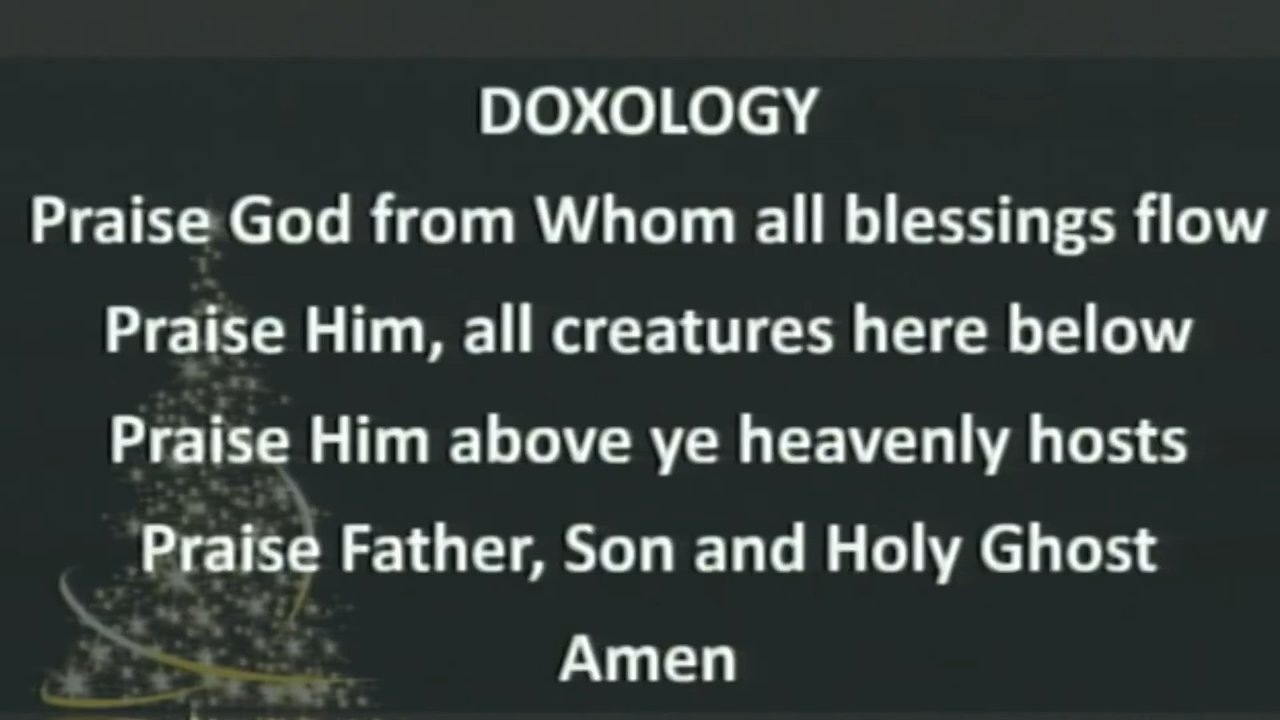 DOXOLOGY
Praise God from Whom all blessings flow
Praise Him, all creatures here below
Praise Him above ye heavenly hosts
Praise Father, Son and Holy Ghost
Amen